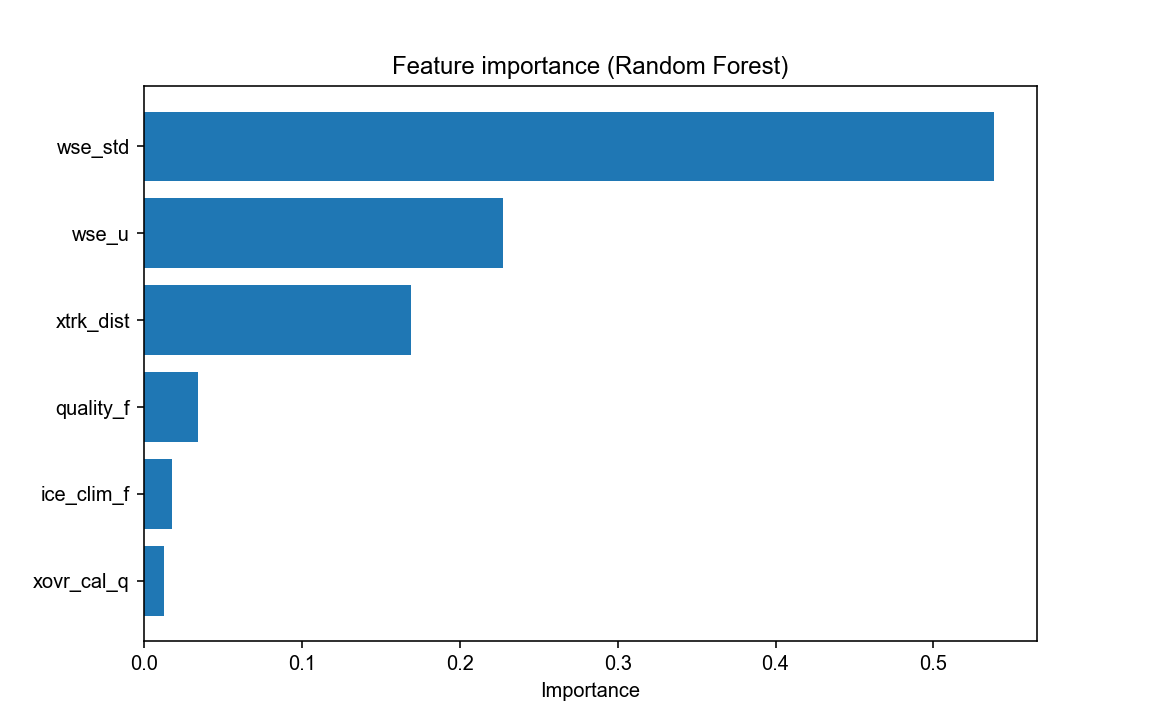 Feature importance (Random Forest)
wse_std
wse_u
xtrk_dist
quality_f
ice_clim_f
xovr_cal_q
0.0 0.1 0.2 0.3 0.4 0.5
Importance